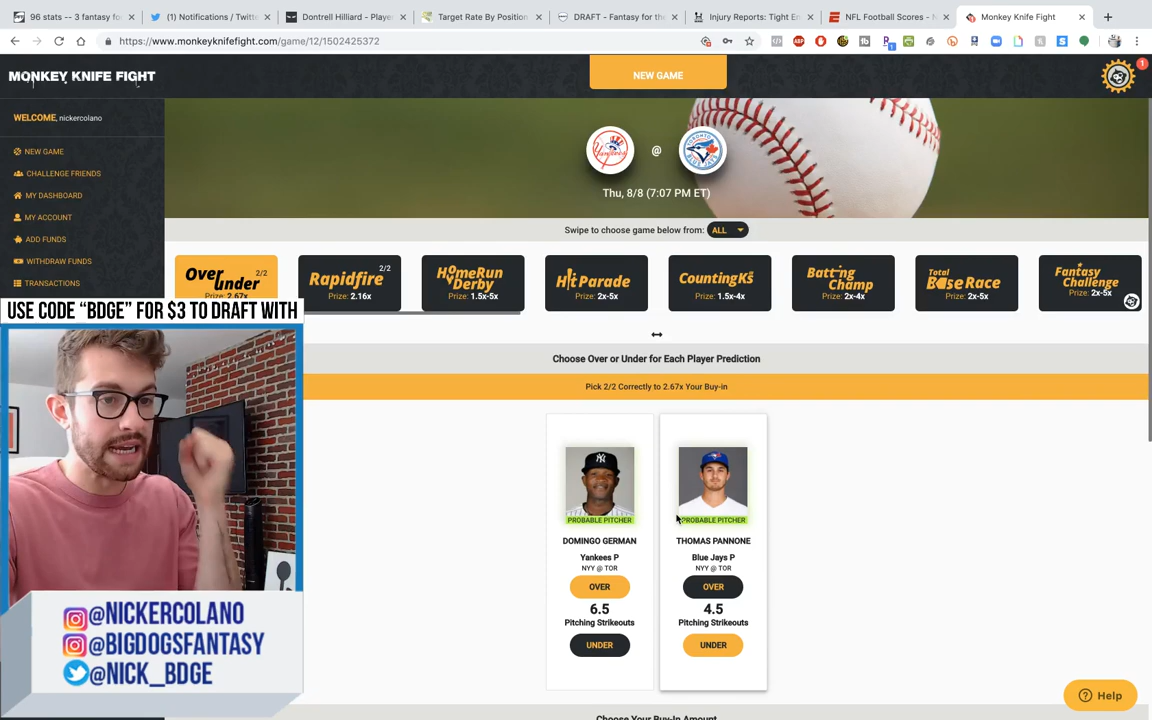 96 stats -- 3 fantasy fo
(1) Notifications / Twitte
Dontrell Hilliard - Player
Target Rate By Position
DRAFT - Fantasy for the
Injury Reports: Tight En
NFL Football Scores - N
Monkey Knife Fight
https://www.monkeyknifefight.com/game/12/1502425372
MONKEY KNIFE FIGHT
NEW GAME
1
WELCOME, nickercolano
NEW GAME
CHALLENGE FRIENDS
MY DASHBOARD
MY ACCOUNT
ADD FUNDS
WITHDRAW FUNDS
TRANSACTIONS
Yankees
@
Thu, 8/8 (7:07 PM ET)
Swipe to choose game below from: ALL
Over under 2/2
Prize: 2.67x
Rapidfire 2/2
Prize: 2.16x
HomeRun Derby
Prize: 1.5x-5x
Hit Parade
Prize: 2x-5x
CountingKs
Prize: 1.5x-4x
Batting Champ
Prize: 2x-4x
Total Base Race
Prize: 2x-5x
Fantasy Challenge
Prize: 2x-5x
USE CODE “BDGE” FOR $3 TO DRAFT WITH
Choose Over or Under for Each Player Prediction
Pick 2/2 Correctly to 2.67x Your Buy-in
PROBABLE PITCHER
DOMINGO GERMAN
Yankees P
NYY @ TOR
OVER
6.5
Pitching Strikeouts
UNDER
PROBABLE PITCHER
THOMAS PANNONE
Blue Jays P
NYY @ TOR
OVER
4.5
Pitching Strikeouts
UNDER
@NICKERCOLANO
@BIGDOGSFANTASY
@NICK_BDGE
Help
Choose Your Buy-In Amount